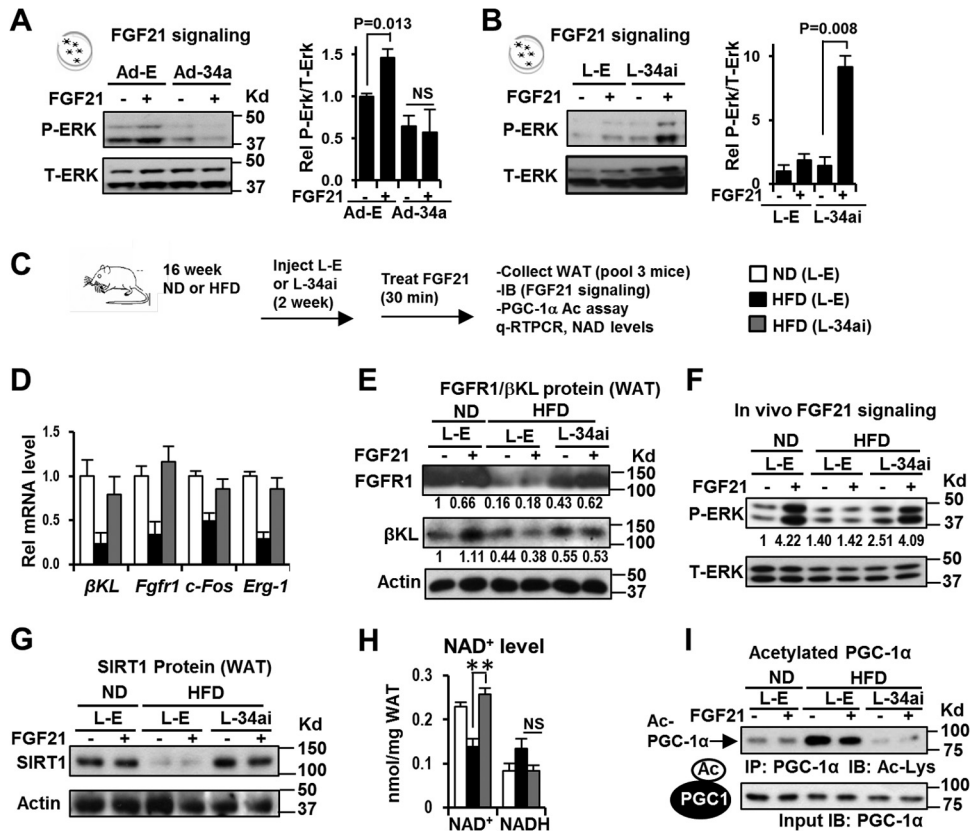 A
FGF21 signaling
Ad-E Ad-34a
FGF21 - + - + Kd
P-ERK
50
37
T-ERK
50
37
Rel P-Erk/T-Erk
P=0.013
NS
1.5
1.0
0.5
0.0
FGF21 - + - +
Ad-E Ad-34a
B
FGF21 signaling
L-E L-34ai
FGF21 - + - +
P-ERK
T-ERK
Rel P-Erk/T-Erk
P=0.008
10
5
0
FGF21 - + - +
L-E L-34ai
C
16 week
ND or HFD
Inject L-E
or L-34ai
(2 week)
Treat FGF21
(30 min)
-Collect WAT (pool 3 mice)
-IB (FGF21 signaling)
-PGC-1α Ac assay
q-RTPCR, NAD levels
ND (L-E)
HFD (L-E)
HFD (L-34ai)
D
Rel mRNA level
1.5
1.0
0.5
0.0
βKL Fgfr1 c-Fos Erg-1
E
FGFR1/βKL protein (WAT)
ND HFD
L-E L-E L-34ai
FGF21 - + - + - + Kd
FGFR1
150
100
1 0.66 0.16 0.18 0.43 0.62
βKL
150
100
1 1.11 0.44 0.38 0.55 0.53
Actin
50
37
F
In vivo FGF21 signaling
ND HFD
L-E L-E L-34ai
FGF21 - + - + - + Kd
P-ERK
50
37
1 4.22 1.40 1.42 2.51 4.09
T-ERK
50
37
G
SIRT1 Protein (WAT)
ND HFD
L-E L-E L-34ai
FGF21 - + - + - + Kd
SIRT1
150
100
Actin
50
37
H
NAD+ level
nmol/mg WAT
0.3
0.2
0.1
0
* *
NS
NAD+ NADH
I
Acetylated PGC-1α
ND HFD
L-E L-E L-34ai
FGF21 - + - + - + Kd
Ac-
PGC-1α
100
75
IP: PGC-1α IB: Ac-Lys
Ac
PGC1
100
75
Input IB: PGC-1α